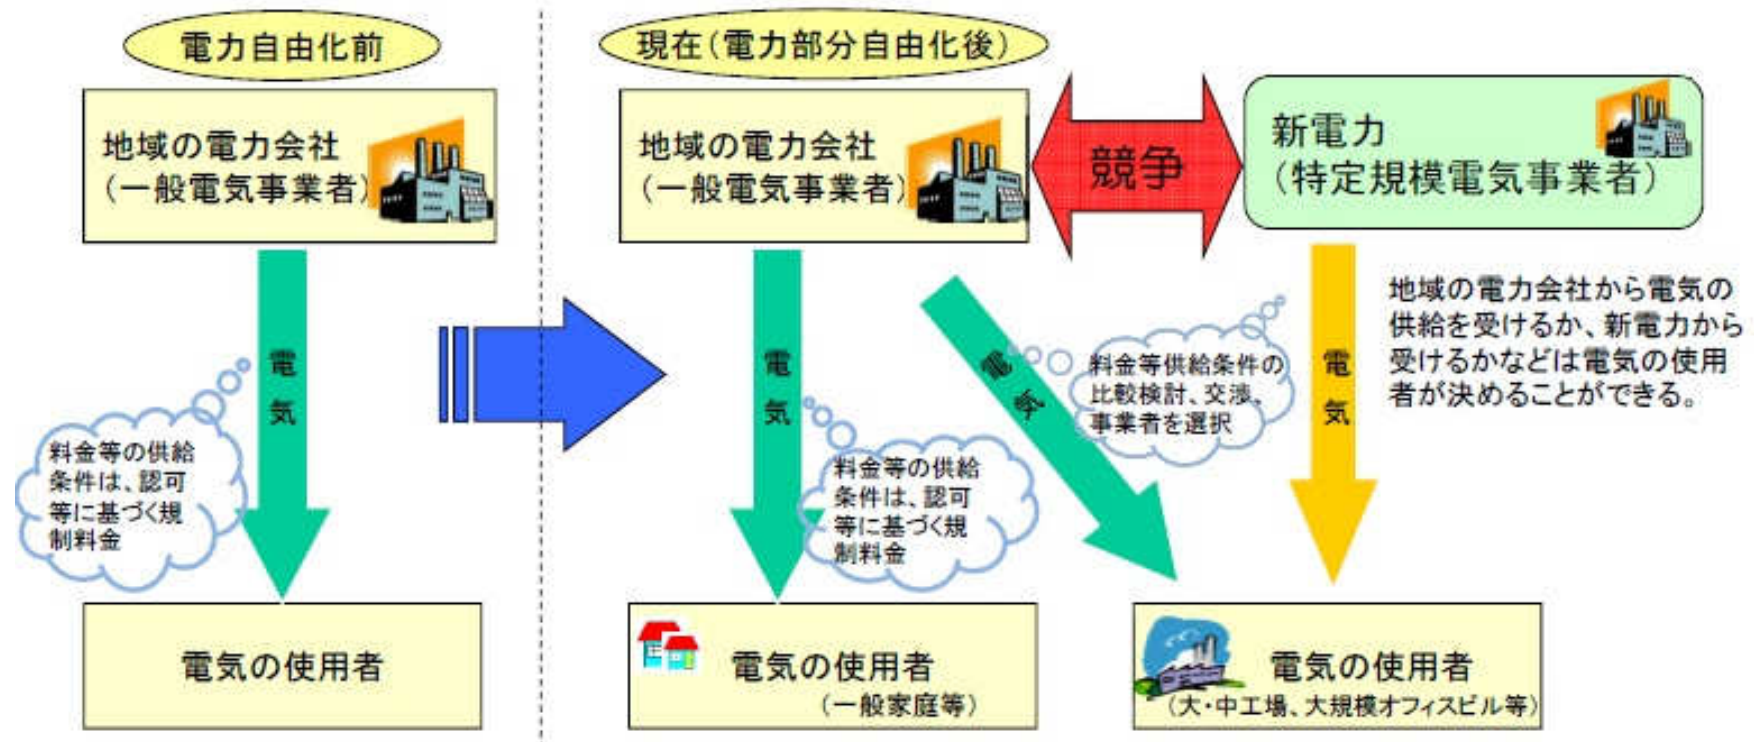 電力自由化前
地域の電力会社
(一般電気事業者)
電
気
料金等の供給
条件は、認可
等に基づく規
制料金
電気の使用者
現在(電力部分自由化後)
地域の電力会社
(一般電気事業者)
競争
新電力
(特定規模電気事業者)
電
気
料金等の供給
条件は、認可
等に基づく規
制料金
電
気
料金等供給条件の
比較検討、交渉、
事業者を選択
電
気
地域の電力会社から電気の
供給を受けるか、新電力から
受けるかなどは電気の使用
者が決めることができる。
電気の使用者
(一般家庭等)
電気の使用者
(大・中工場、大規模オフィスビル等)